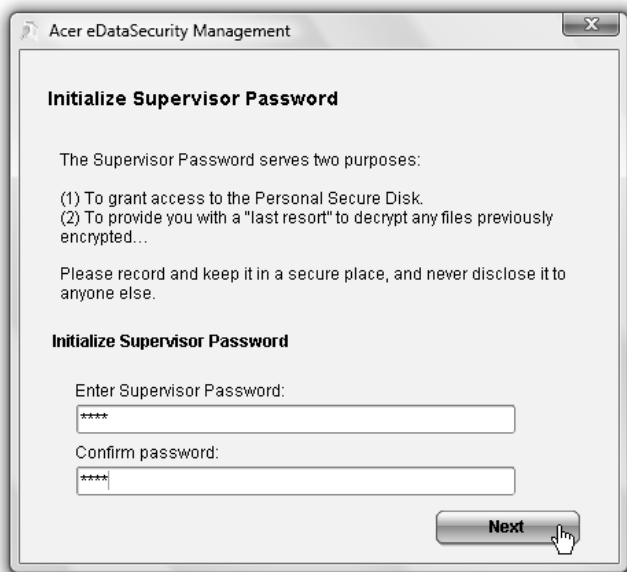 Acer eDataSecurity Management
Initialize Supervisor Password
The Supervisor Password serves two purposes:
(1) To grant access to the Personal Secure Disk.
(2) To provide you with a "last resort" to decrypt any files previously
encrypted...
Please record and keep it in a secure place, and never disclose it to
anyone else.
Initialize Supervisor Password
Enter Supervisor Password:
****
Confirm password:
****
Next